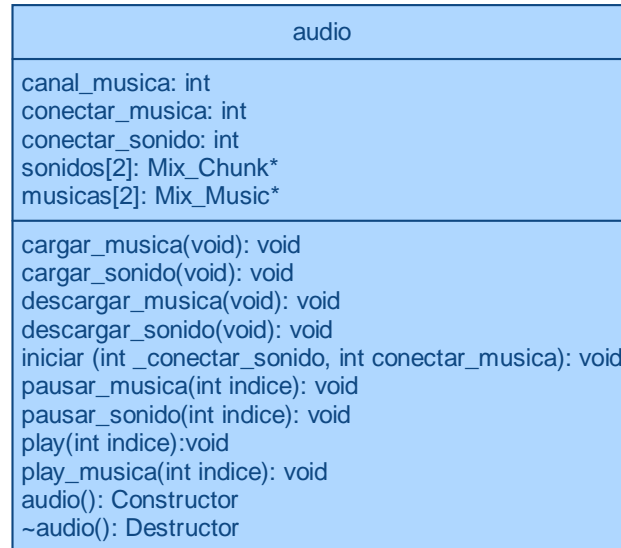 audio
canal_musica: int
conectar_musica: int
conectar_sonido: int
sonidos[2]: Mix_Chunk*
musicas[2]: Mix_Music*
cargar_musica(void): void
cargar_sonido(void): void
descargar_musica(void): void
descargar_sonido(void): void
iniciar (int _conectar_sonido, int conectar_musica): void
pausar_musica(int indice): void
pausar_sonido(int indice): void
play(int indice):void
play_musica(int indice): void
audio(): Constructor
~audio(): Destructor